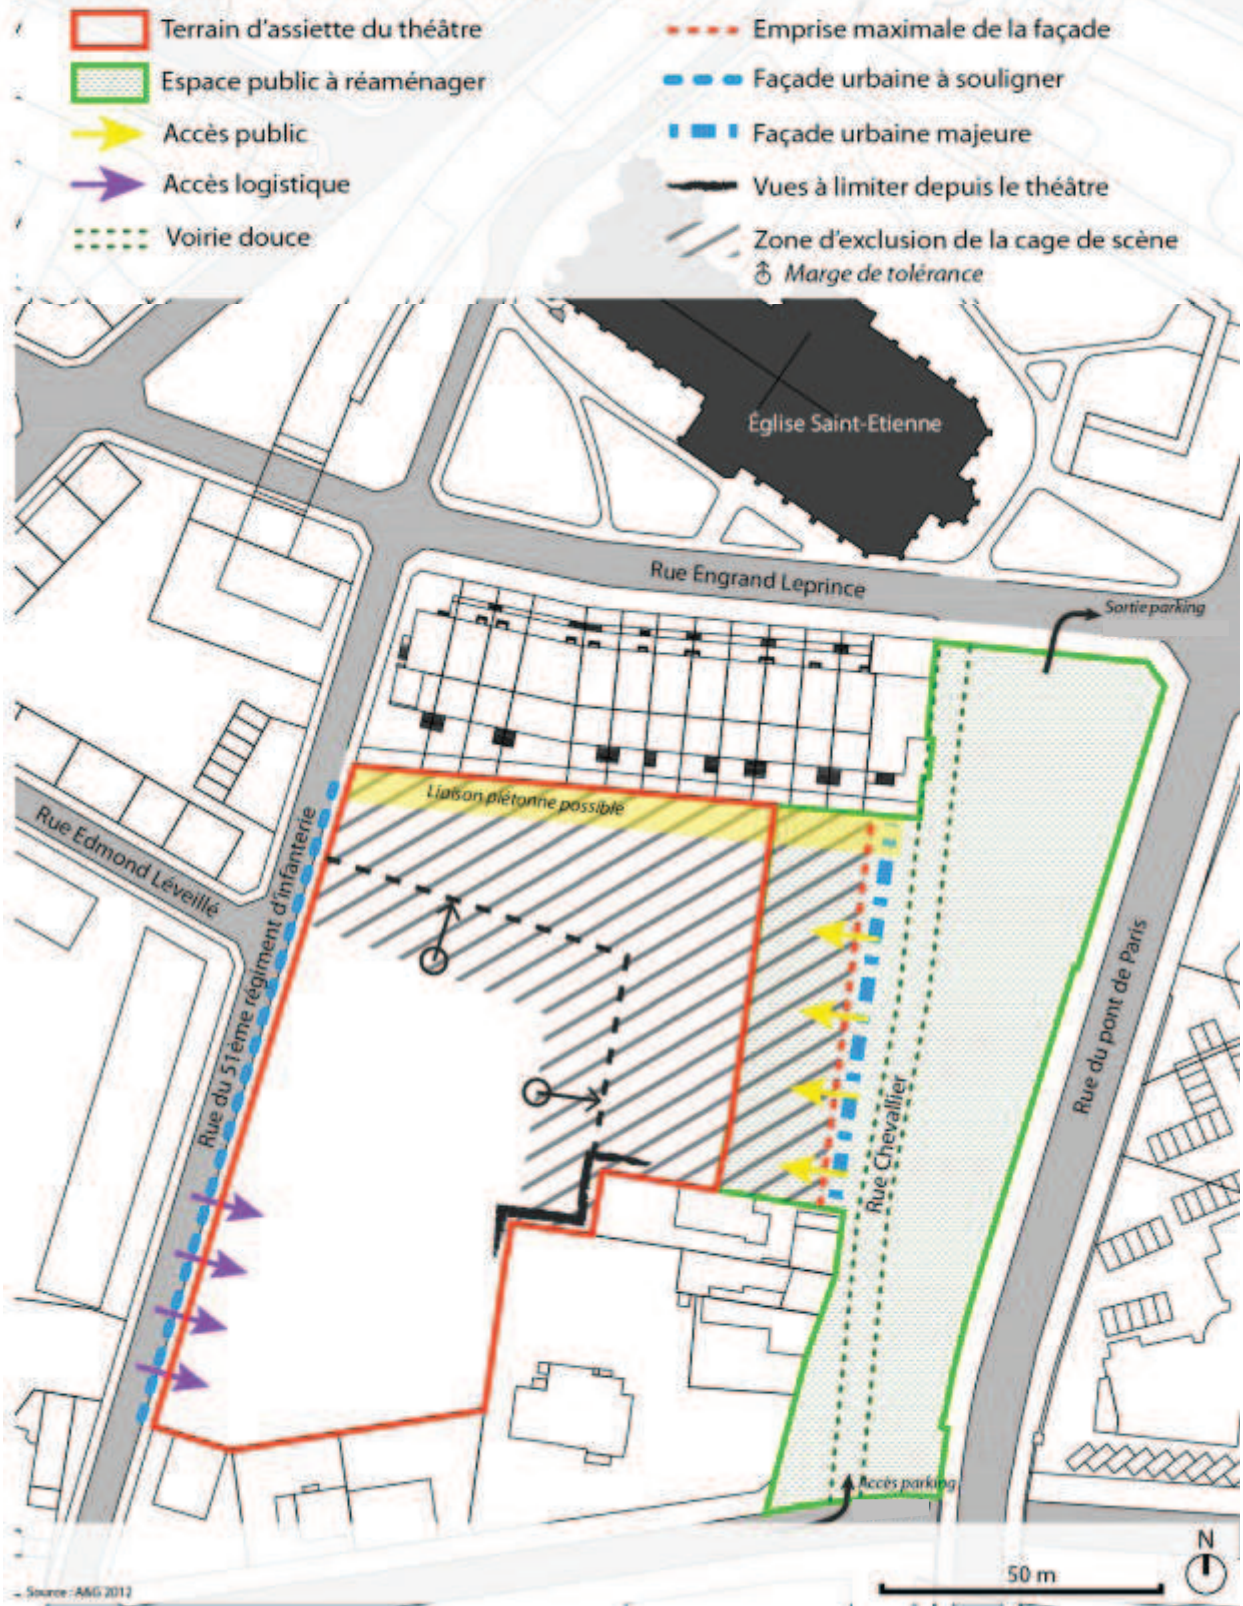 Terrain d'assiette du théâtre
Espace public à réaménager
Accès public
Accès logistique
Voirie douce
Emprise maximale de la façade
Façade urbaine à souligner
Façade urbaine majeure
Vues à limiter depuis le théâtre
Zone d'exclusion de la cage de scène
Marge de tolérance
Église Saint-Etienne
Rue Engrand Leprince
Sortie parking
Liaison piétonne possible
Rue Edmond Léveillé
Rue du 51ème régiment d'infanterie
Rue Chevallier
Rue du pont de Paris
Accès parking
N
50 m
Source : A&G 2012